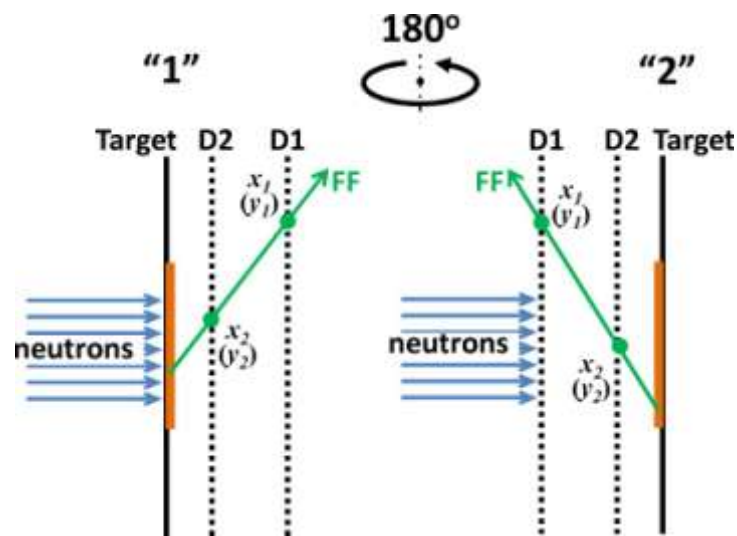 180°
“1”
“2”
Target D2 D1
D1 D2 Target
x1
(y1)
FF
FF
x1
(y1)
neutrons
x2
(y2)
neutrons
x2
(y2)